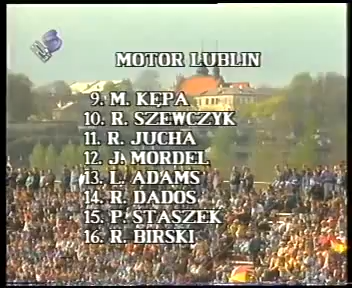 MOTOR LUBLIN
9. M. KĘPA
10. R. SZEWCZYK
11. R. JUCHA
12. J. MORDEL
13. L. ADAMS
14. R. DADOS
15. P. STASZEK
16. R. BIRSKI